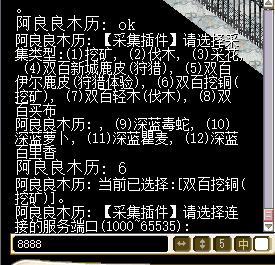 。
阿良良木历: ok
阿良良木历: 【采集插件】请选择采
集类型:(1)挖矿, (2)伐木, (3)采花,
(4)双百新城鹿皮(狩猎), (5)双百
伊尔鹿皮(狩猎体验), (6)双百挖铜(
挖矿), (7)双百轻木(伐木), (8)双
百买布
阿良良木历: , (9)深蓝毒蛇, (10)
深蓝萝卜, (11)深蓝瞿麦, (12)深蓝
百里香
阿良良木历: 6
阿良良木历: 当前已选择:[双百挖铜(
挖矿)]。
阿良良木历: 【采集插件】请选择连
接的服务端口(1000~65535):
8888 5 中